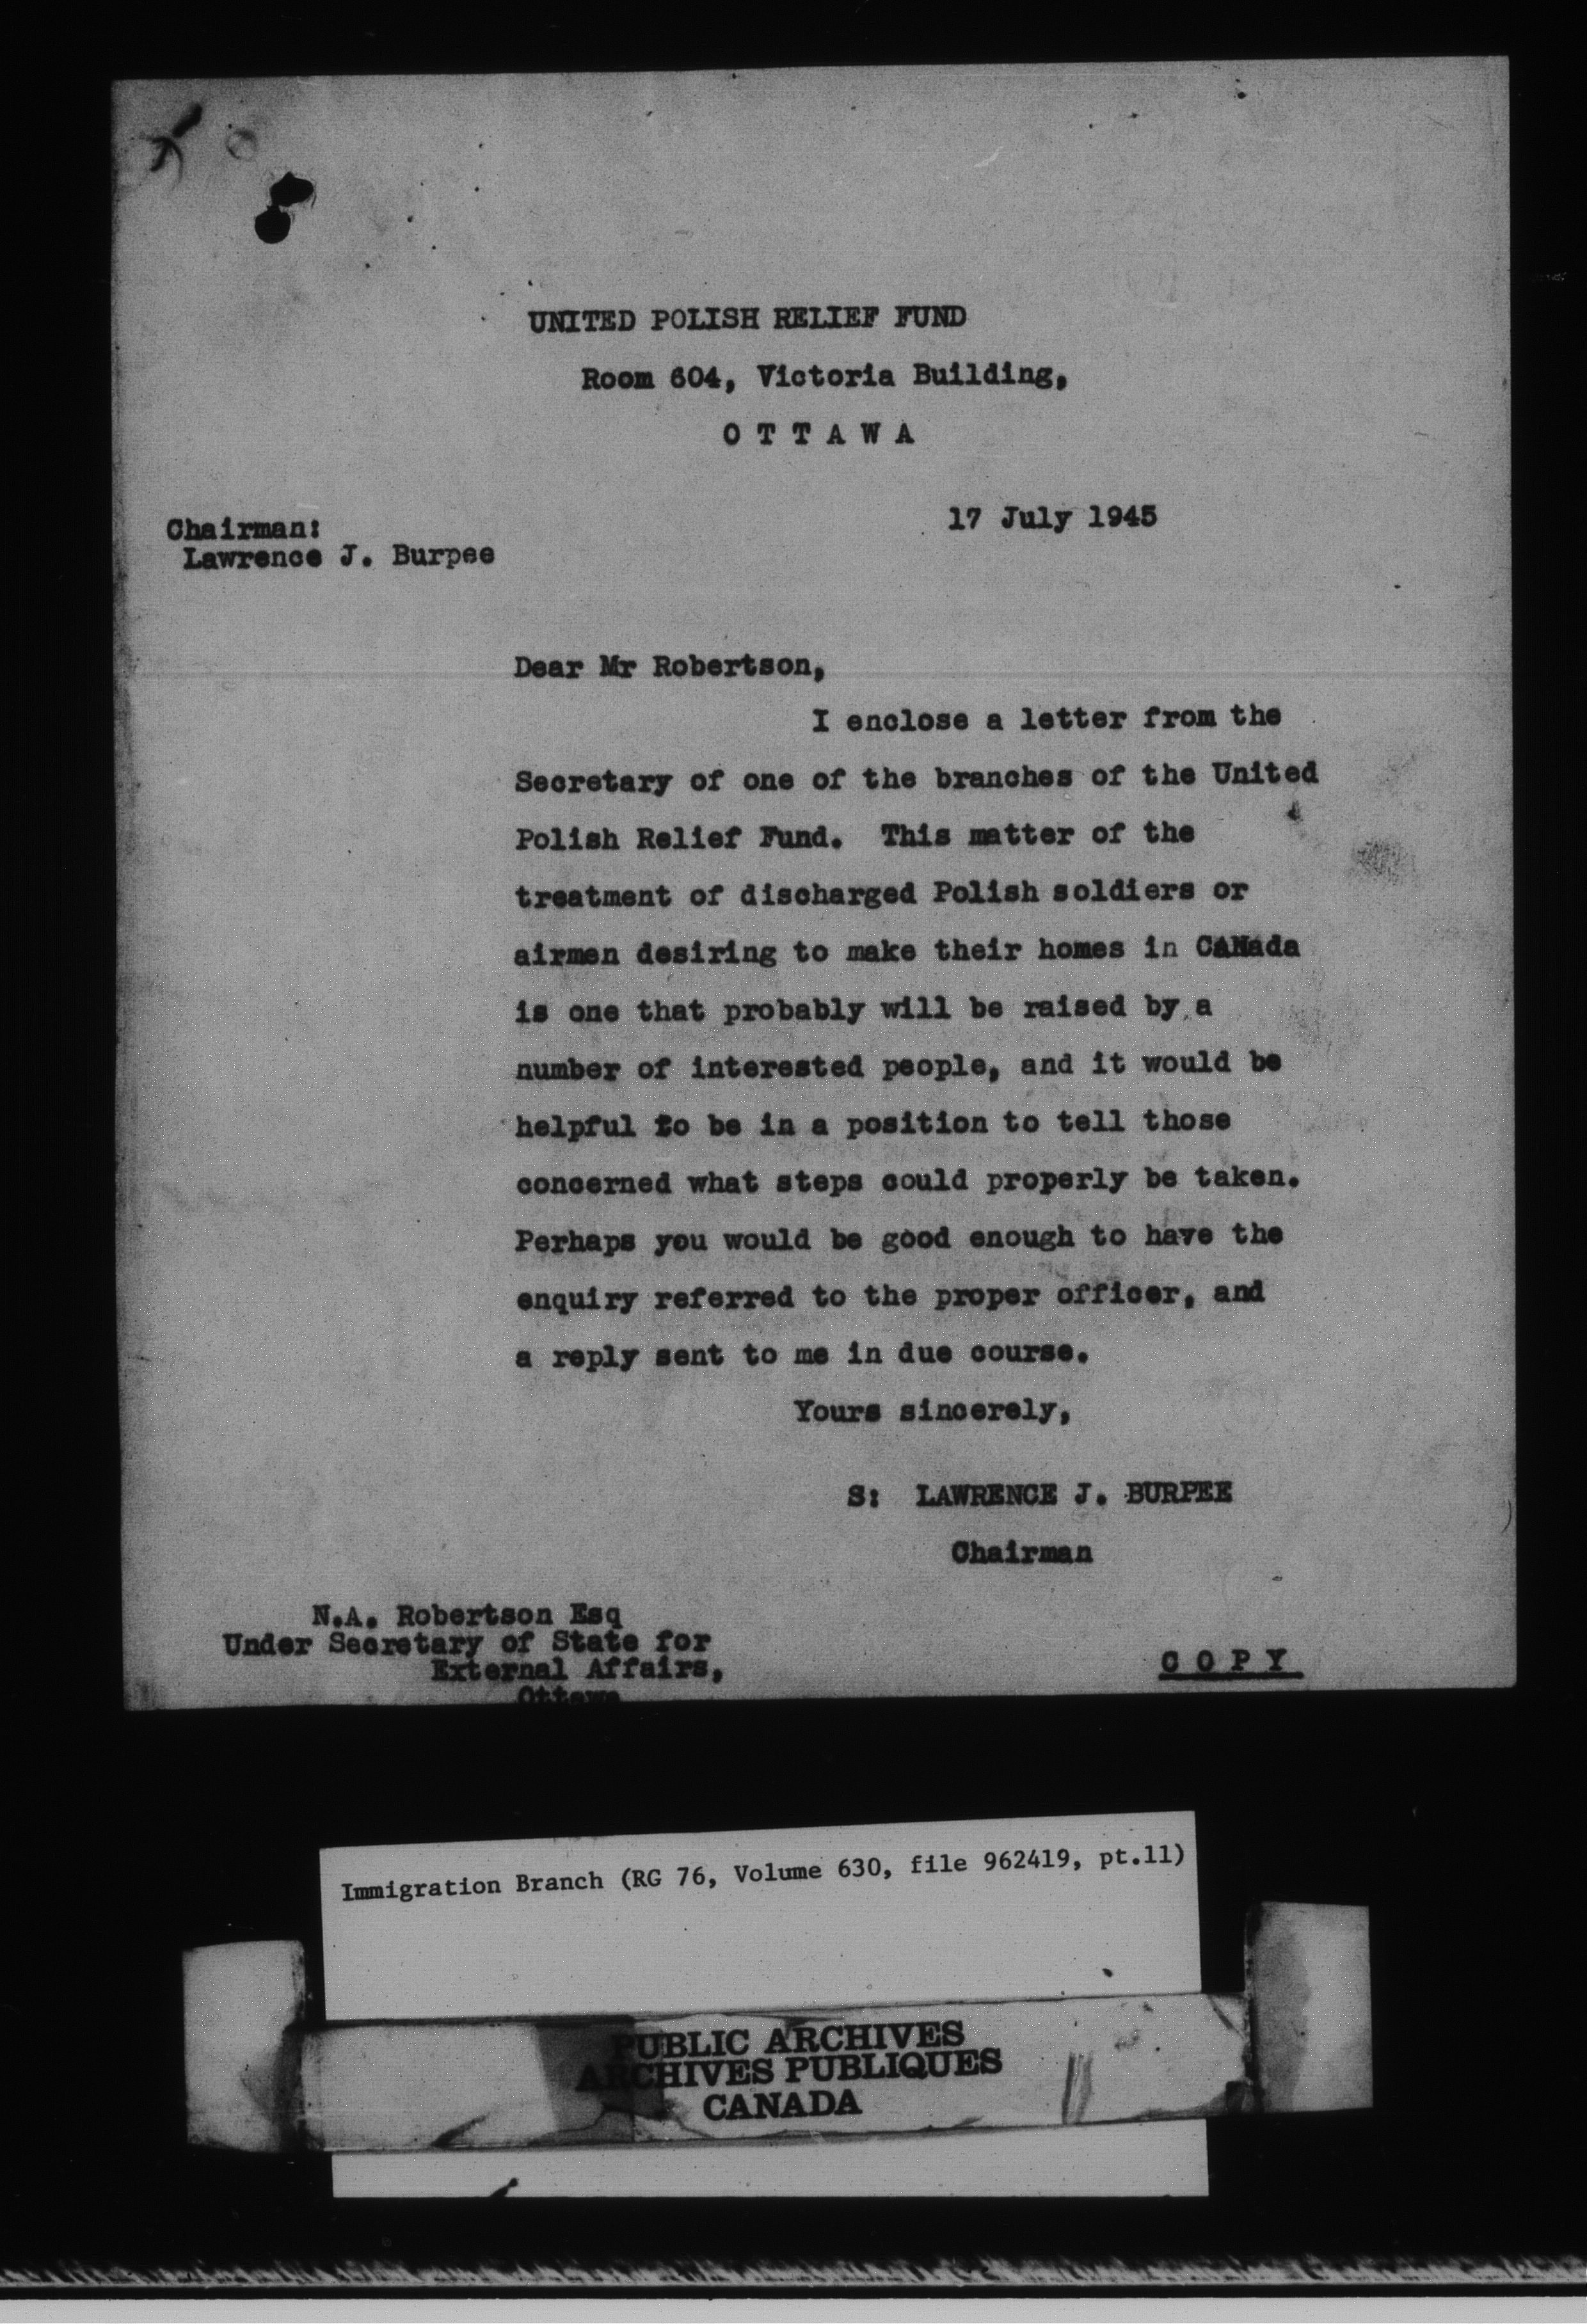 UNITED POLISH RELIEF FUND
Room 604, Victoria Building,
O T T A W A
17 July 1945
Chairman:
Lawrence J. Burpee
Dear Mr Robertson,
I enclose a letter from the
Secretary of one of the branches of the United
Polish Relief Fund. This matter of the
treatment of discharged Polish soldiers or
airmen desiring to make their homes in CANada
is one that probably will be raised by a
number of interested people, and it would be
helpful to be in a position to tell those
concerned what steps could properly be taken.
Perhaps you would be good enough to have the
enquiry referred to the proper officer, and
a reply sent to me in due course.
Yours sincerely,
S: LAWRENCE J. BURPEE
Chairman
N.A. Robertson Esq
Under Secretary of State for
External Affairs,
Ottawa
C O P Y
Immigration Branch (RG 76, Volume 630, file 962419, pt.11)
PUBLIC ARCHIVES
ARCHIVES PUBLIQUES
CANADA